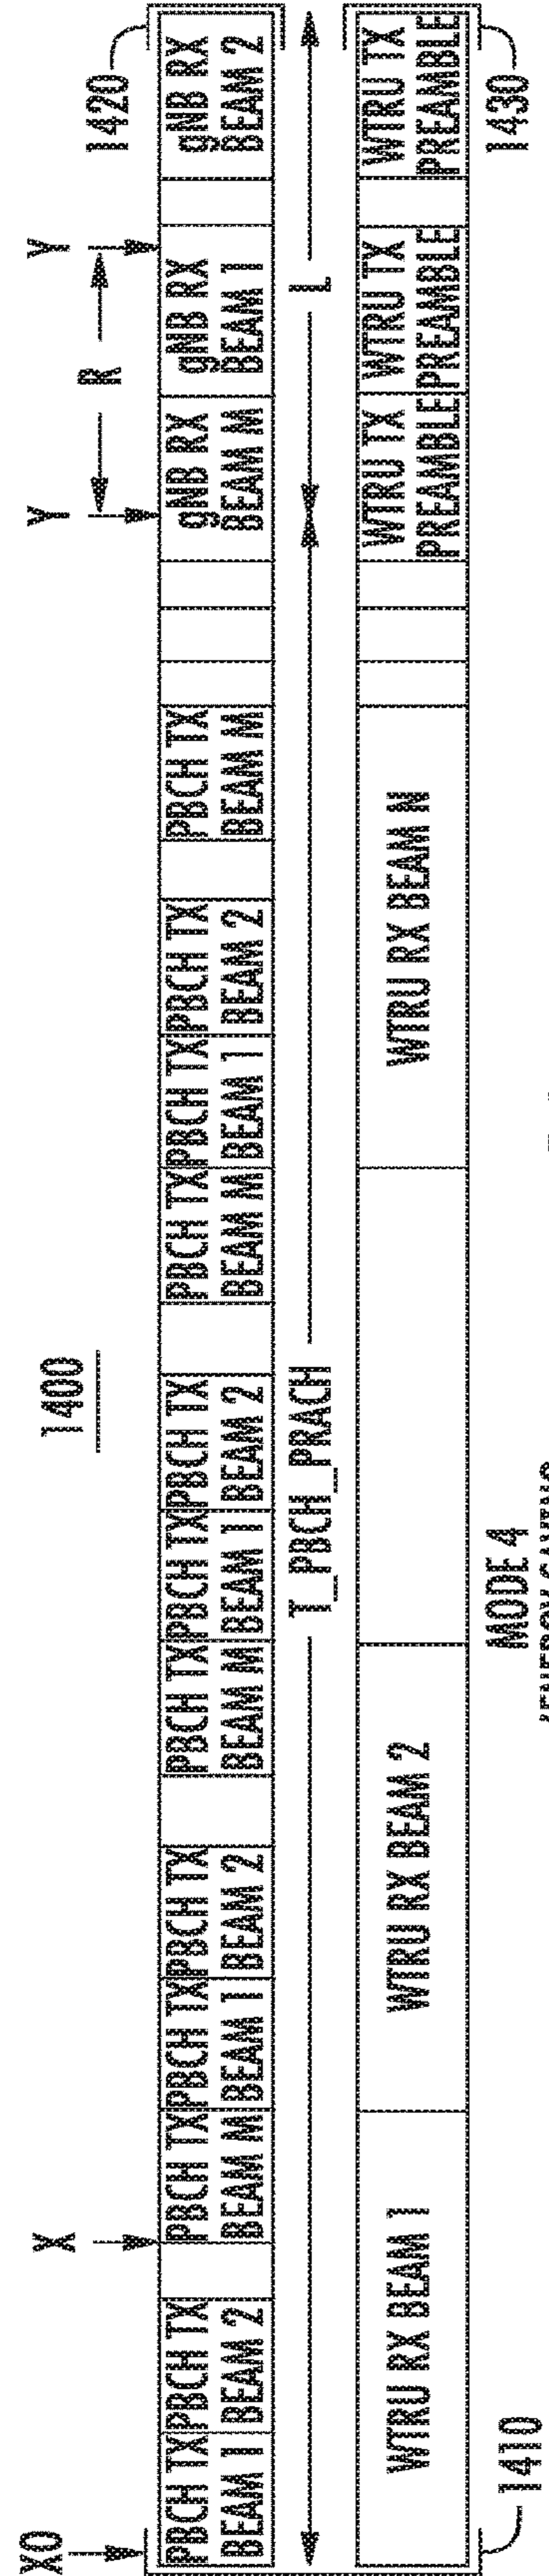 1400
X0
X
Y
R
Y
1420
PBCH TX
BEAM 1
PBCH TX
BEAM 2
PBCH TX
BEAM M
PBCH TX
BEAM 1
PBCH TX
BEAM 2
PBCH TX
BEAM M
PBCH TX
BEAM 1
PBCH TX
BEAM 2
PBCH TX
BEAM M
PBCH TX
BEAM 1
PBCH TX
BEAM 2
PBCH TX
BEAM M
gNB RX
BEAM M
gNB RX
BEAM 1
gNB RX
BEAM 2
T_PBCH_PRACH
L
WTRU RX BEAM 1
WTRU RX BEAM 2
WTRU RX BEAM N
WTRU TX
PREAMBLE
WTRU TX
PREAMBLE
WTRU TX
PREAMBLE
1410
MODE 4
1430